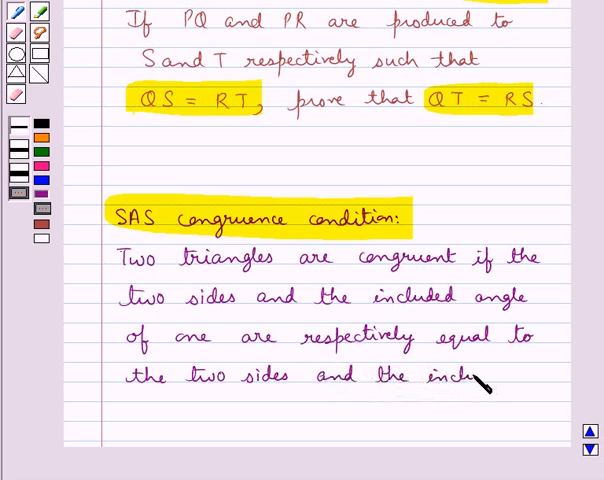 If PQ and PR are produced to
S and T respectively such that
QS = RT, prove that QT = RS.
SAS congruence condition:
Two triangles are congruent if the
two sides and the included angle
of one are respectively equal to
the two sides and the inclu